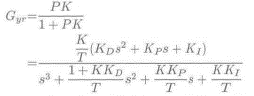 G_{yr} = \frac{PK}{1 + PK}
= \frac{\frac{K}{T}(K_D s^2 + K_P s + K_I)}{s^3 + \frac{1 + KK_D}{T} s^2 + \frac{KK_P}{T} s + \frac{KK_I}{T}}